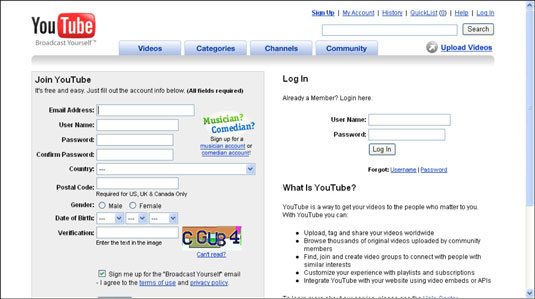 YouTube
Broadcast Yourself ™
Sign Up | My Account | History | QuickList (0) | Help | Log In
Search
Videos Categories Channels Community
Upload Videos
Join YouTube
It's free and easy. Just fill out the account info below. (All fields required)
Email Address:
User Name:
Password:
Confirm Password:
Musician?
Comedian?
Sign up for a
musician account or
comedian account!
Country: ---
Postal Code:
Required for US, UK & Canada Only
Gender: Male Female
Date of Birth: --- --- ---
Verification:
Enter the text in the image
Can't read?
Sign me up for the "Broadcast Yourself" email
- I agree to the terms of use and privacy policy.
Log In
Already a Member? Login here.
User Name:
Password:
Log In
Forgot: Username | Password
What Is YouTube?
YouTube is a way to get your videos to the people who matter to you.
With YouTube you can:
• Upload, tag and share your videos worldwide
• Browse thousands of original videos uploaded by community
members
• Find, join and create video groups to connect with people with
similar interests
• Customize your experience with playlists and subscriptions
• Integrate YouTube with your website using video embeds or APIs